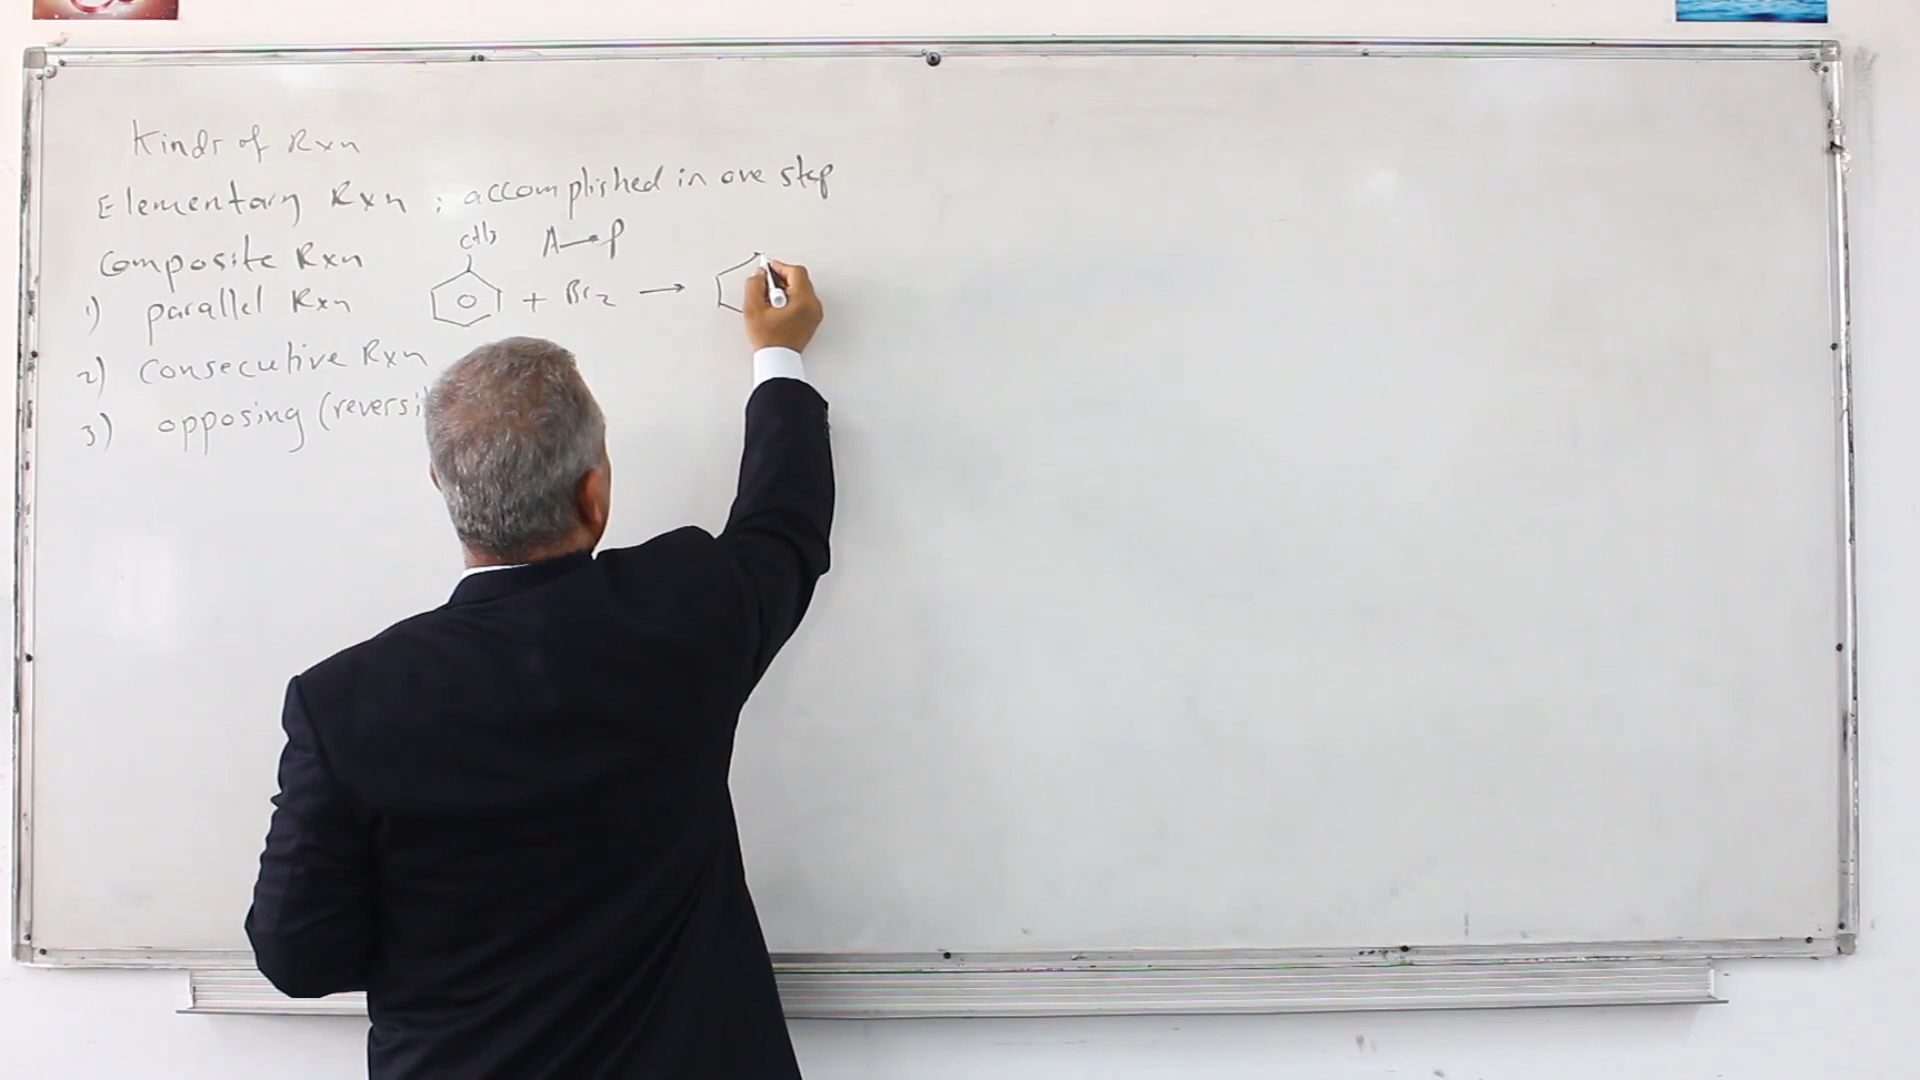 Kinds of Rxn
Elementary Rxn ; accomplished in one step
A → P
Composite Rxn
CH3
1) parallel Rxn + Br2 →
2) Consecutive Rxn
3) opposing (reversi